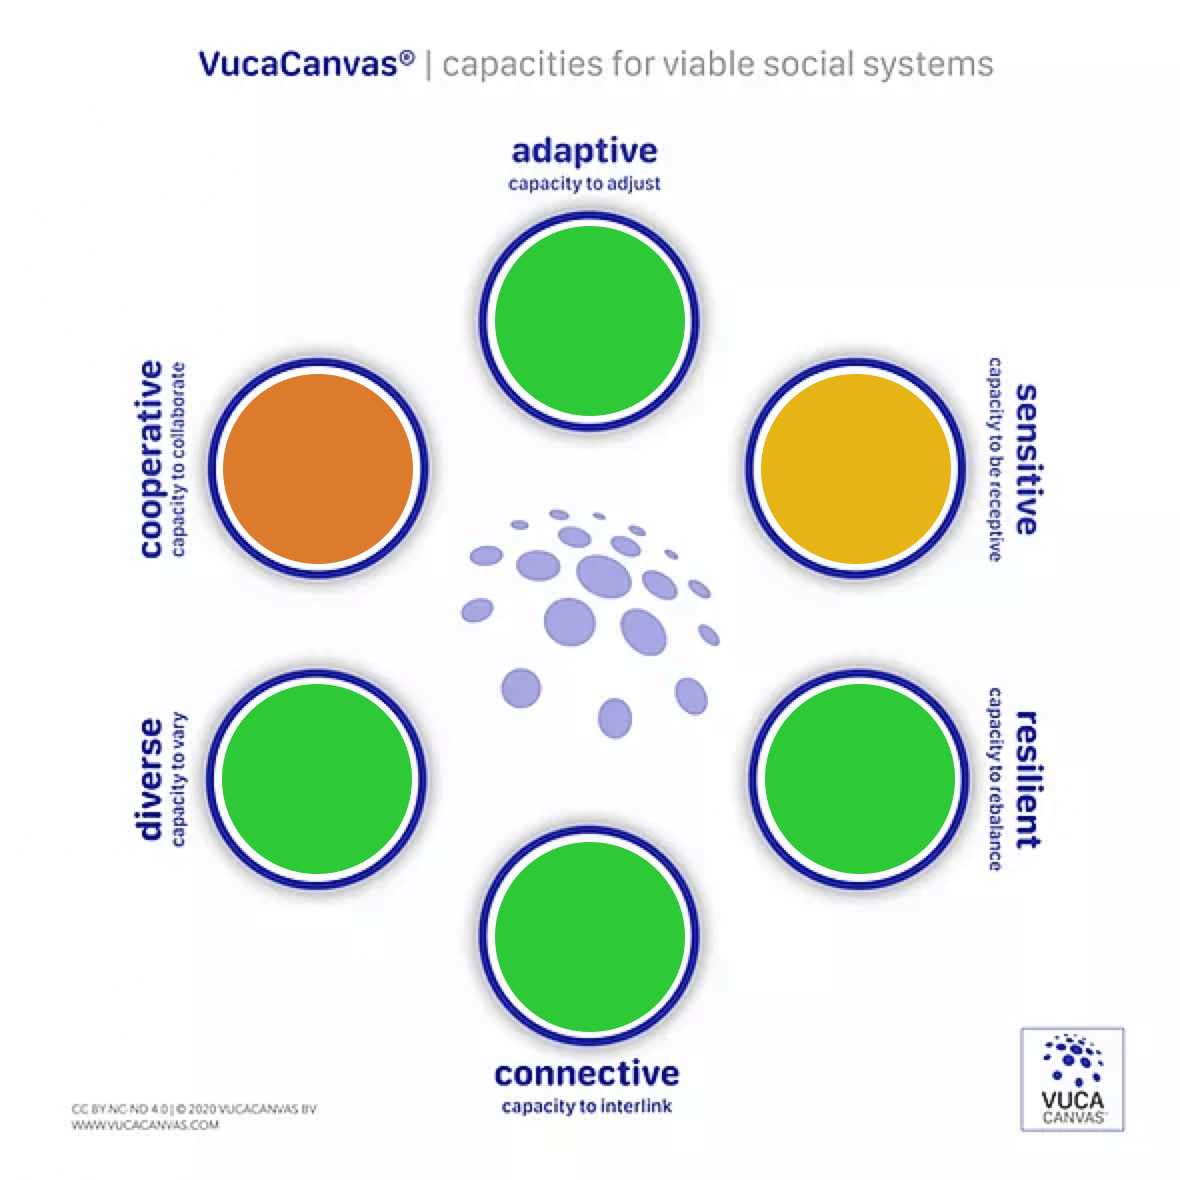 VucaCanvas® | capacities for viable social systems
adaptive
capacity to adjust
cooperative
capacity to collaborate
sensitive
capacity to be receptive
diverse
capacity to vary
resilient
capacity to rebalance
connective
capacity to interlink
CC BY-NC-ND 4.0 | © 2020 VUCACANVAS BV
WWW.VUCACANVAS.COM
VUCA
CANVAS